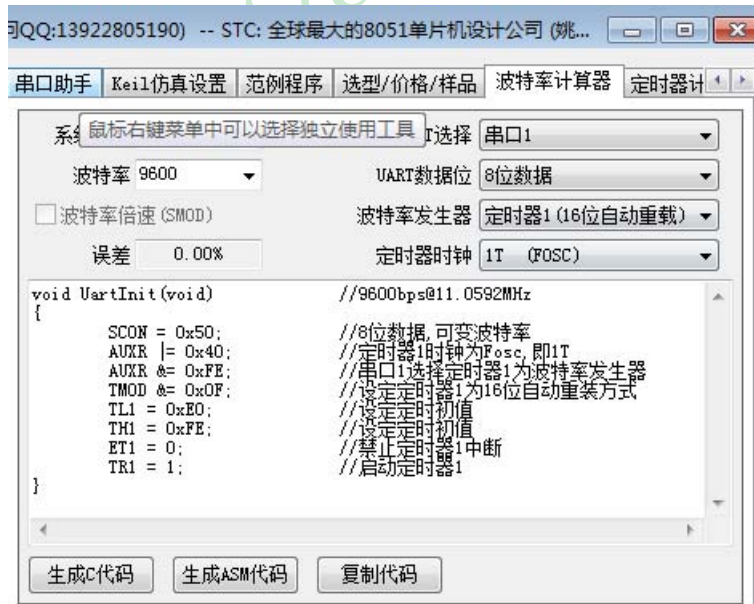 QQ:13922805190) -- STC: 全球最大的8051单片机设计公司 (姚...
串口助手 Keil仿真设置 范例程序 选型/价格/样品 波特率计算器 定时器计
鼠标右键菜单中可以选择独立使用工具 T选择 串口1
波特率 9600 UART数据位 8位数据
波特率倍速(SMOD) 波特率发生器 定时器1(16位自动重载)
误差 0.00% 定时器时钟 1T (FOSC)
void UartInit(void) //9600bps@11.0592MHz
{
SCON = 0x50; //8位数据,可变波特率
AUXR |= 0x40; //定时器1时钟为Fosc,即1T
AUXR &= 0xFE; //串口1选择定时器1为波特率发生器
TMOD &= 0x0F; //设定定时器1为16位自动重装方式
TL1 = 0xE0; //设定定时初值
TH1 = 0xFE; //设定定时初值
ET1 = 0; //禁止定时器1中断
TR1 = 1; //启动定时器1
}
生成C代码 生成ASM代码 复制代码